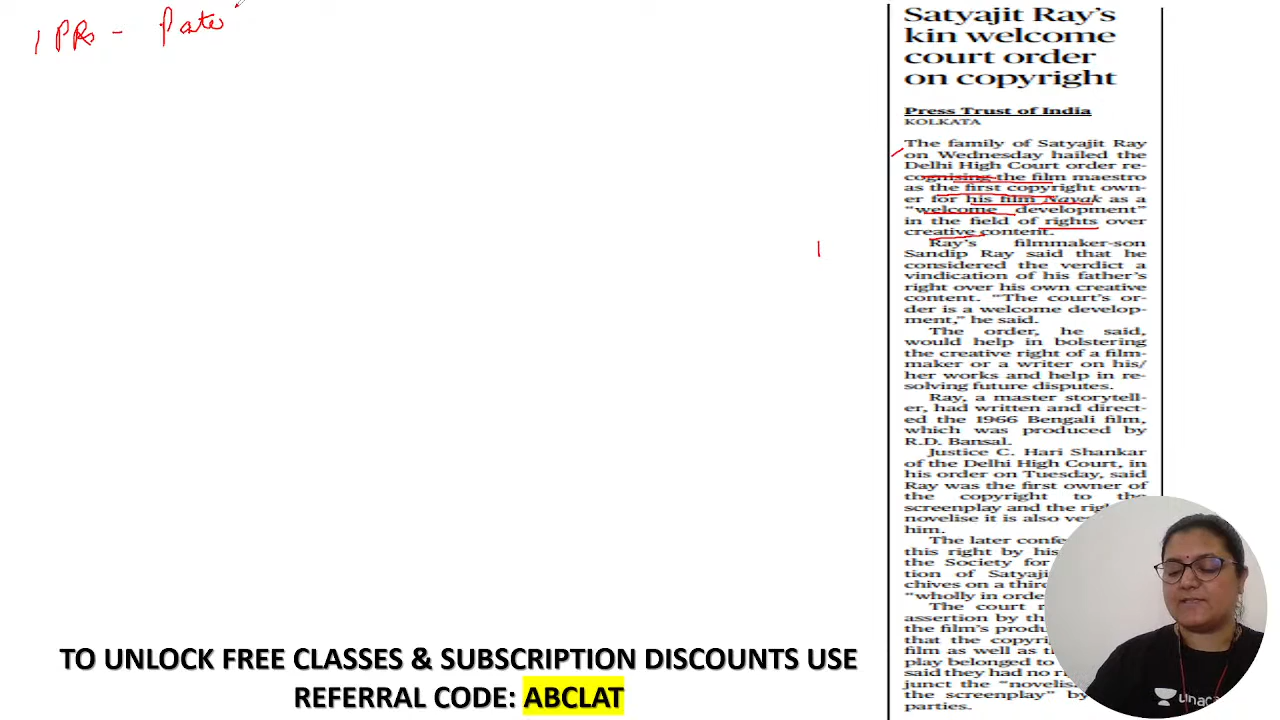 IPRs - Pate
Satyajit Ray's
kin welcome
court order
on copyright
Press Trust of India
KOLKATA
The family of Satyajit Ray
on Wednesday hailed the
Delhi High Court order re-
cognising the film maestro
as the first copyright own-
er for his film Nayak as a
"welcome development"
in the field of rights over
creative content.
Ray's filmmaker-son
Sandip Ray said that he
considered the verdict a
vindication of his father's
right over his own creative
content. "The court's or-
der is a welcome develop-
ment," he said.
The order, he said,
would help in bolstering
the creative right of a film-
maker or a writer on his/
her works and help in re-
solving future disputes.
Ray, a master storytell-
er, had written and direct-
ed the 1966 Bengali film,
which was produced by
R.D. Bansal.
Justice C. Hari Shankar
of the Delhi High Court, in
his order on Tuesday, said
Ray was the first owner of
the copyright to the
screenplay and the
novelise it is also
him.
The later
this right by his
the Society for
tion of
chives on a
"wholly in
The court
assertion by
the film's
that the
film as well as
play belonged to
said they had no
junct the
the screenplay" by
parties.
TO UNLOCK FREE CLASSES & SUBSCRIPTION DISCOUNTS USE
REFERRAL CODE: ABCLAT